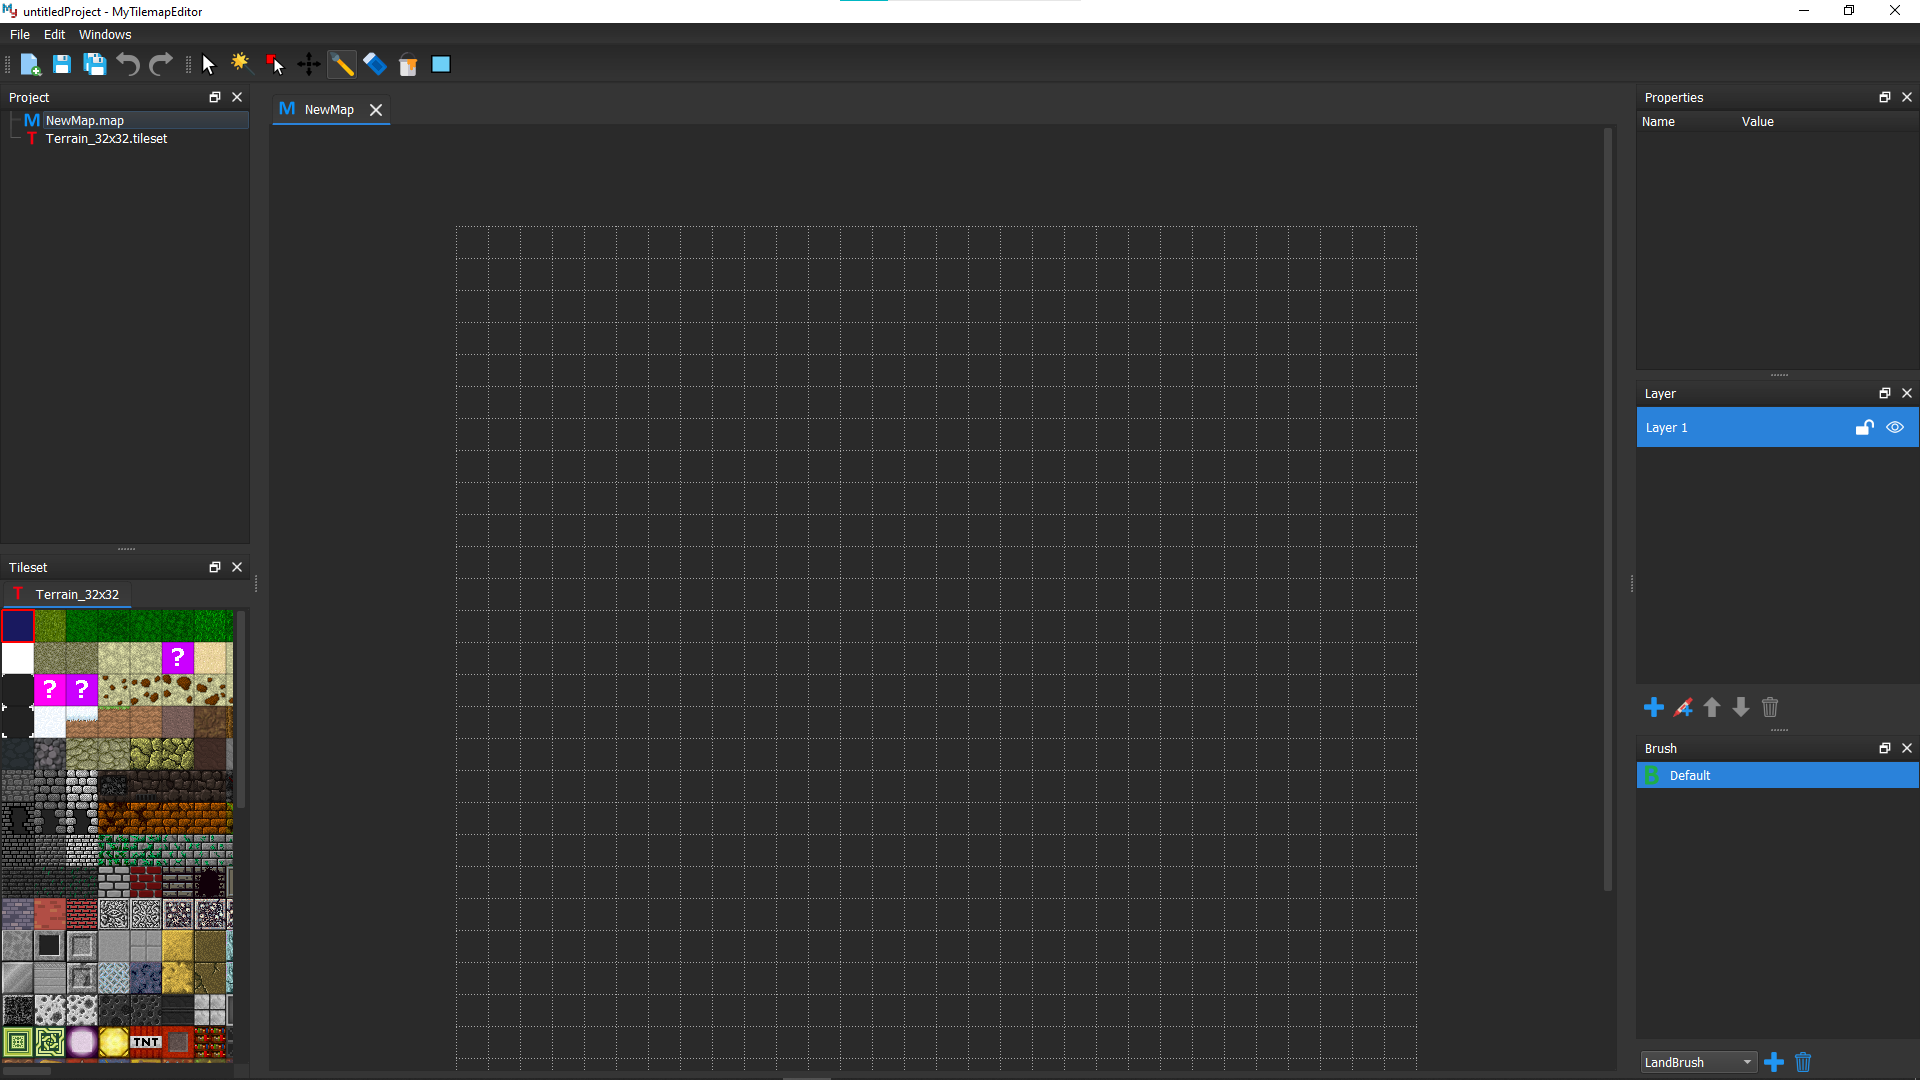 untitledProject - MyTilemapEditor
File Edit Windows
Project
M NewMap.map
T Terrain_32x32.tileset
M NewMap
Tileset
T Terrain_32x32
?
? ?
TNT
Properties
Name Value
Layer
Layer 1
Brush
B Default
LandBrush